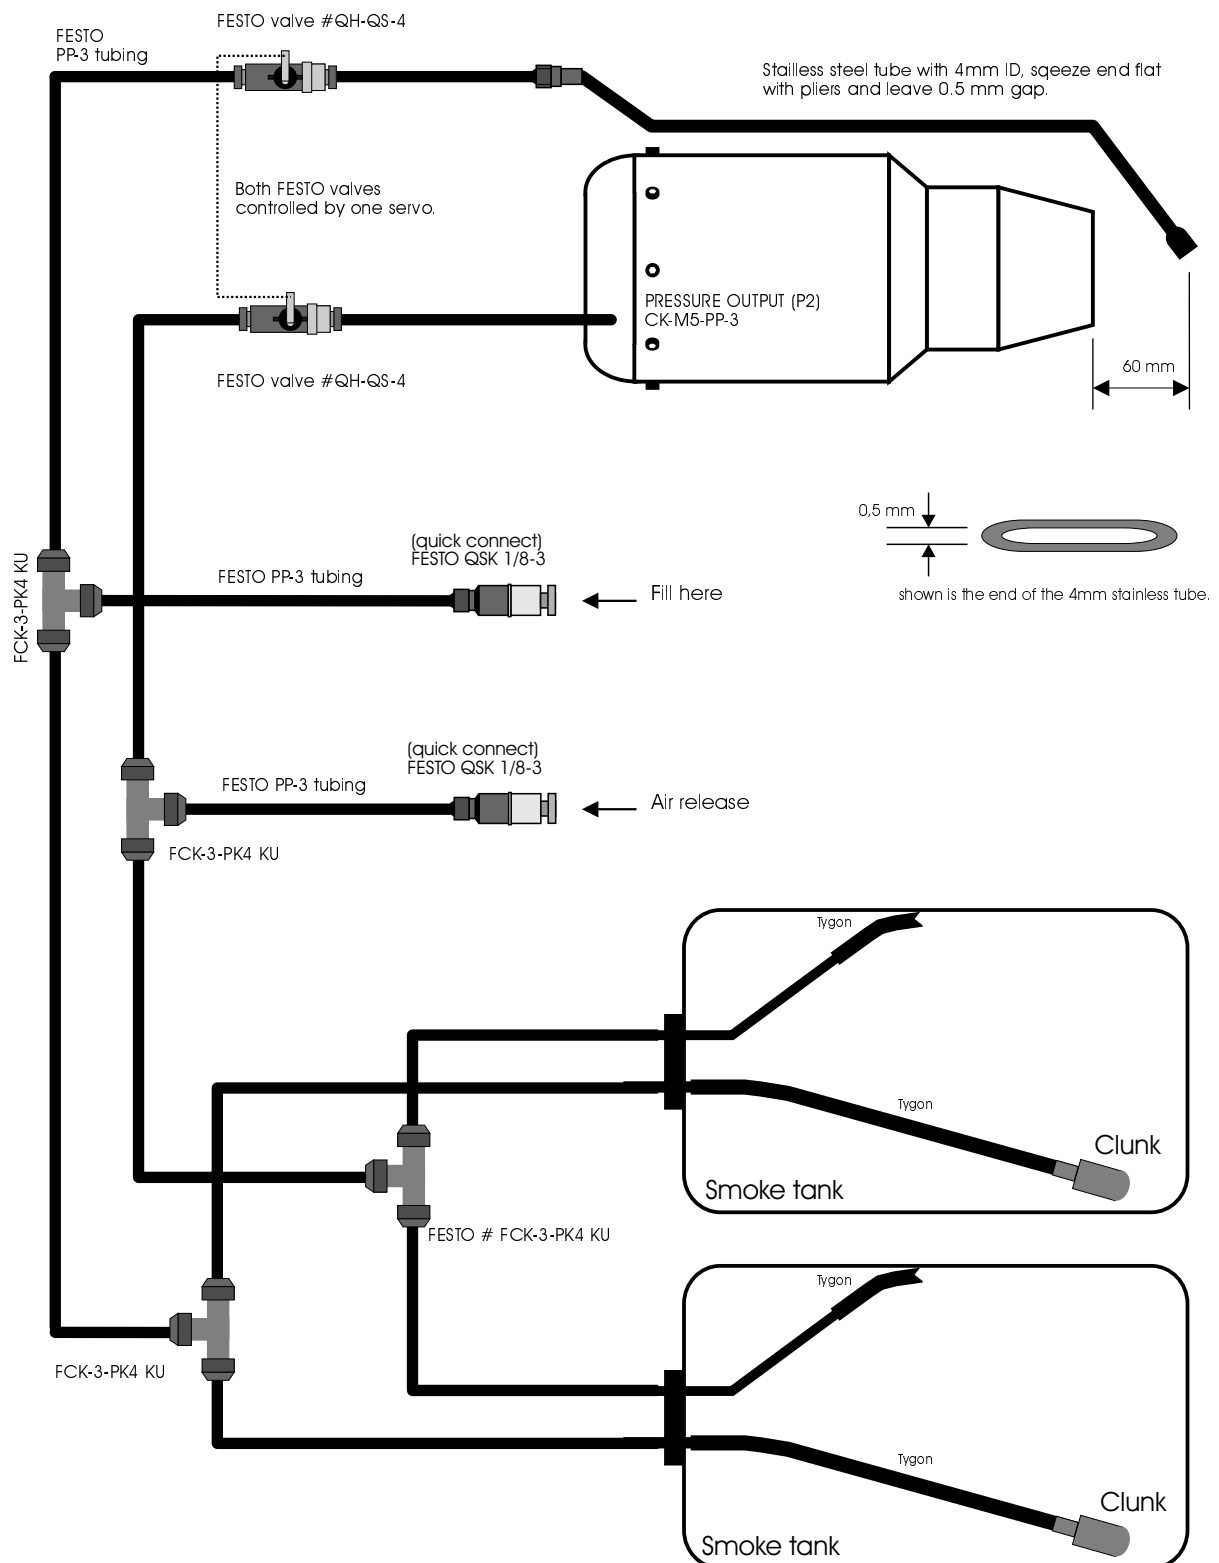 FESTO valve #QH-QS-4
FESTO
PP-3 tubing
Stailless steel tube with 4mm ID, sqeeze end flat
with pliers and leave 0.5 mm gap.
Both FESTO valves
controlled by one servo.
PRESSURE OUTPUT (P2)
CK-M5-PP-3
60 mm
FESTO valve #QH-QS-4
0,5 mm
shown is the end of the 4mm stainless tube.
(quick connect)
FESTO QSK 1/8-3
FESTO PP-3 tubing
Fill here
FCK-3-PK4 KU
(quick connect)
FESTO QSK 1/8-3
FESTO PP-3 tubing
Air release
FCK-3-PK4 KU
Tygon
Tygon
Clunk
Smoke tank
FESTO # FCK-3-PK4 KU
Tygon
FCK-3-PK4 KU
Tygon
Clunk
Smoke tank